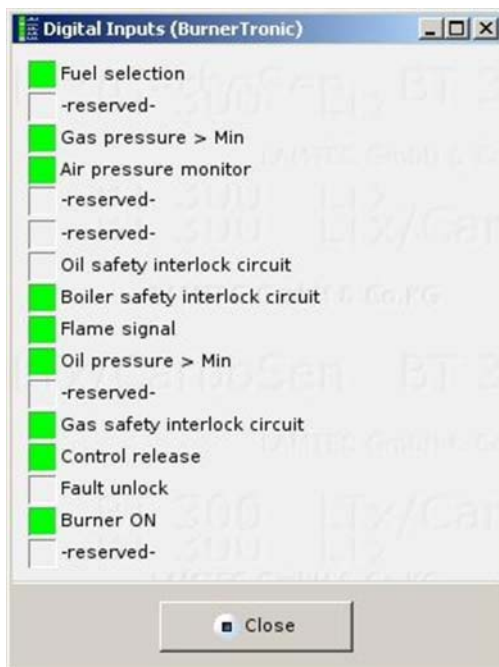 Digital Inputs (BurnerTronic)
Fuel selection
-reserved-
Gas pressure > Min
Air pressure monitor
-reserved-
-reserved-
Oil safety interlock circuit
Boiler safety interlock circuit
Flame signal
Oil pressure > Min
-reserved-
Gas safety interlock circuit
Control release
Fault unlock
Burner ON
-reserved-
Close